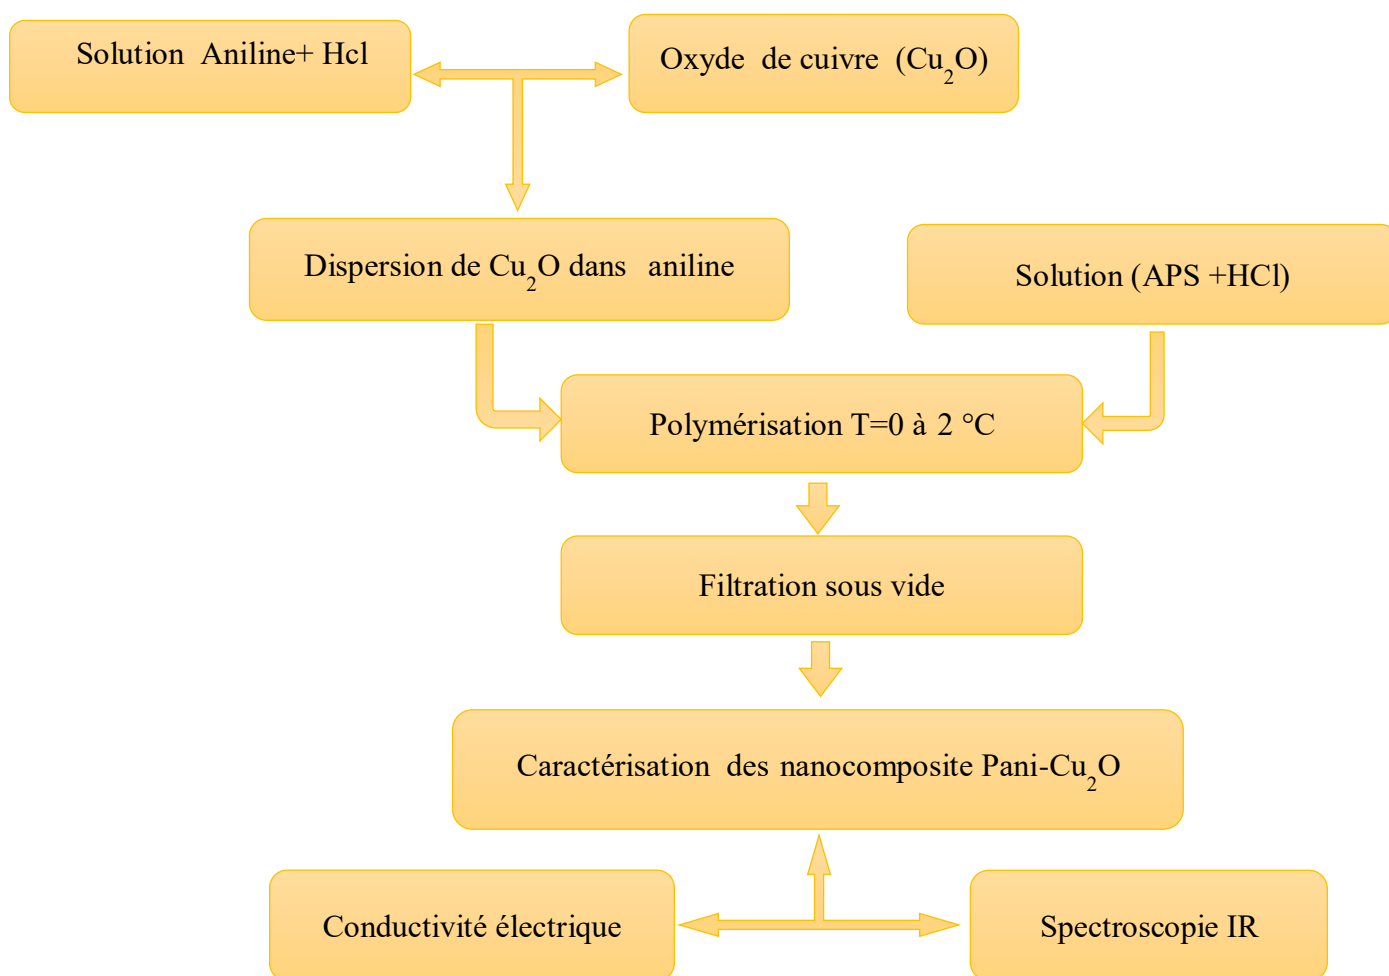 Solution Aniline+ Hcl
Oxyde de cuivre (Cu₂O)
Dispersion de Cu₂O dans aniline
Solution (APS +HCl)
Polymérisation T=0 à 2 °C
Filtration sous vide
Caractérisation des nanocomposite Pani-Cu₂O
Conductivité électrique
Spectroscopie IR